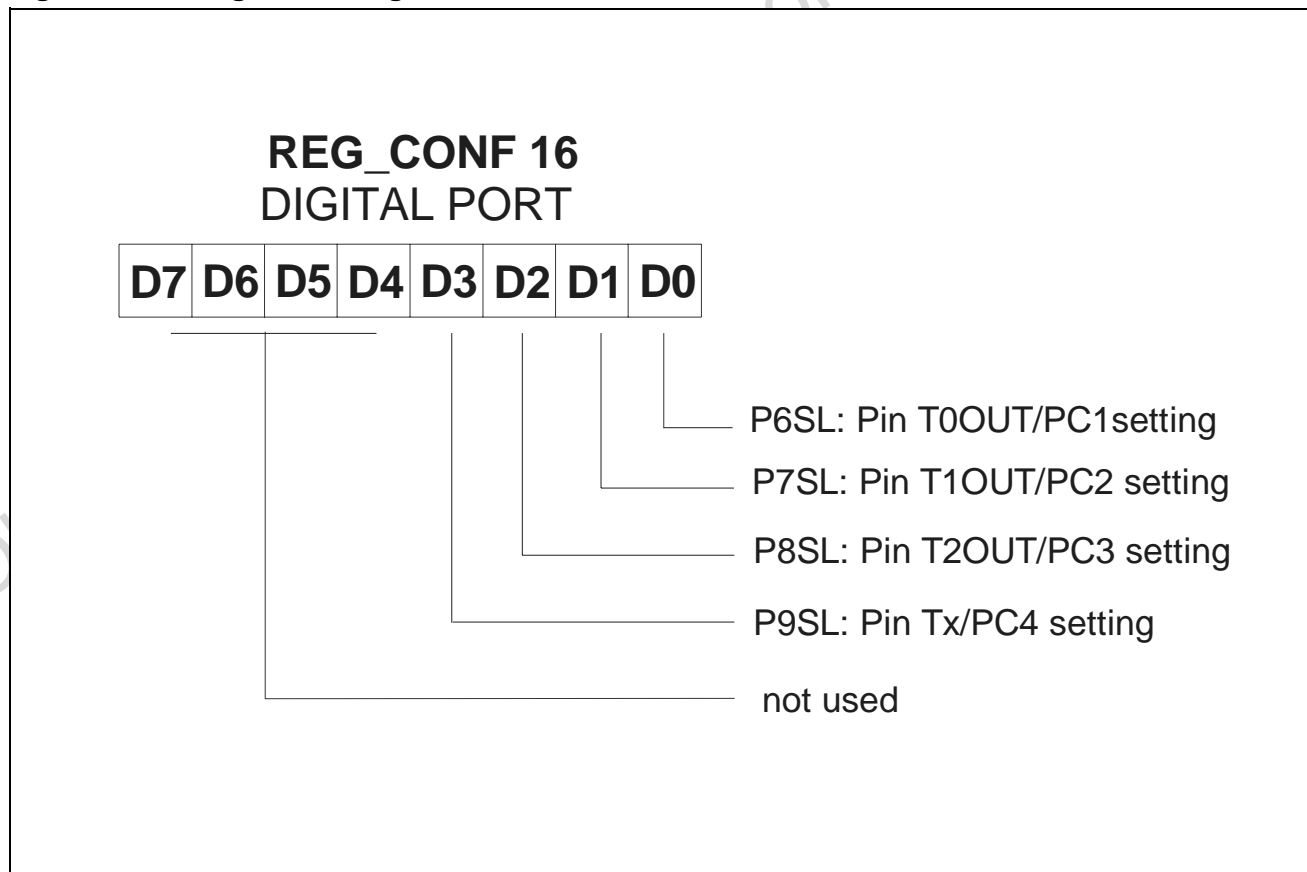 REG_CONF 16
DIGITAL PORT
D7 D6 D5 D4 D3 D2 D1 D0
P6SL: Pin T0OUT/PC1setting
P7SL: Pin T1OUT/PC2 setting
P8SL: Pin T2OUT/PC3 setting
P9SL: Pin Tx/PC4 setting
not used